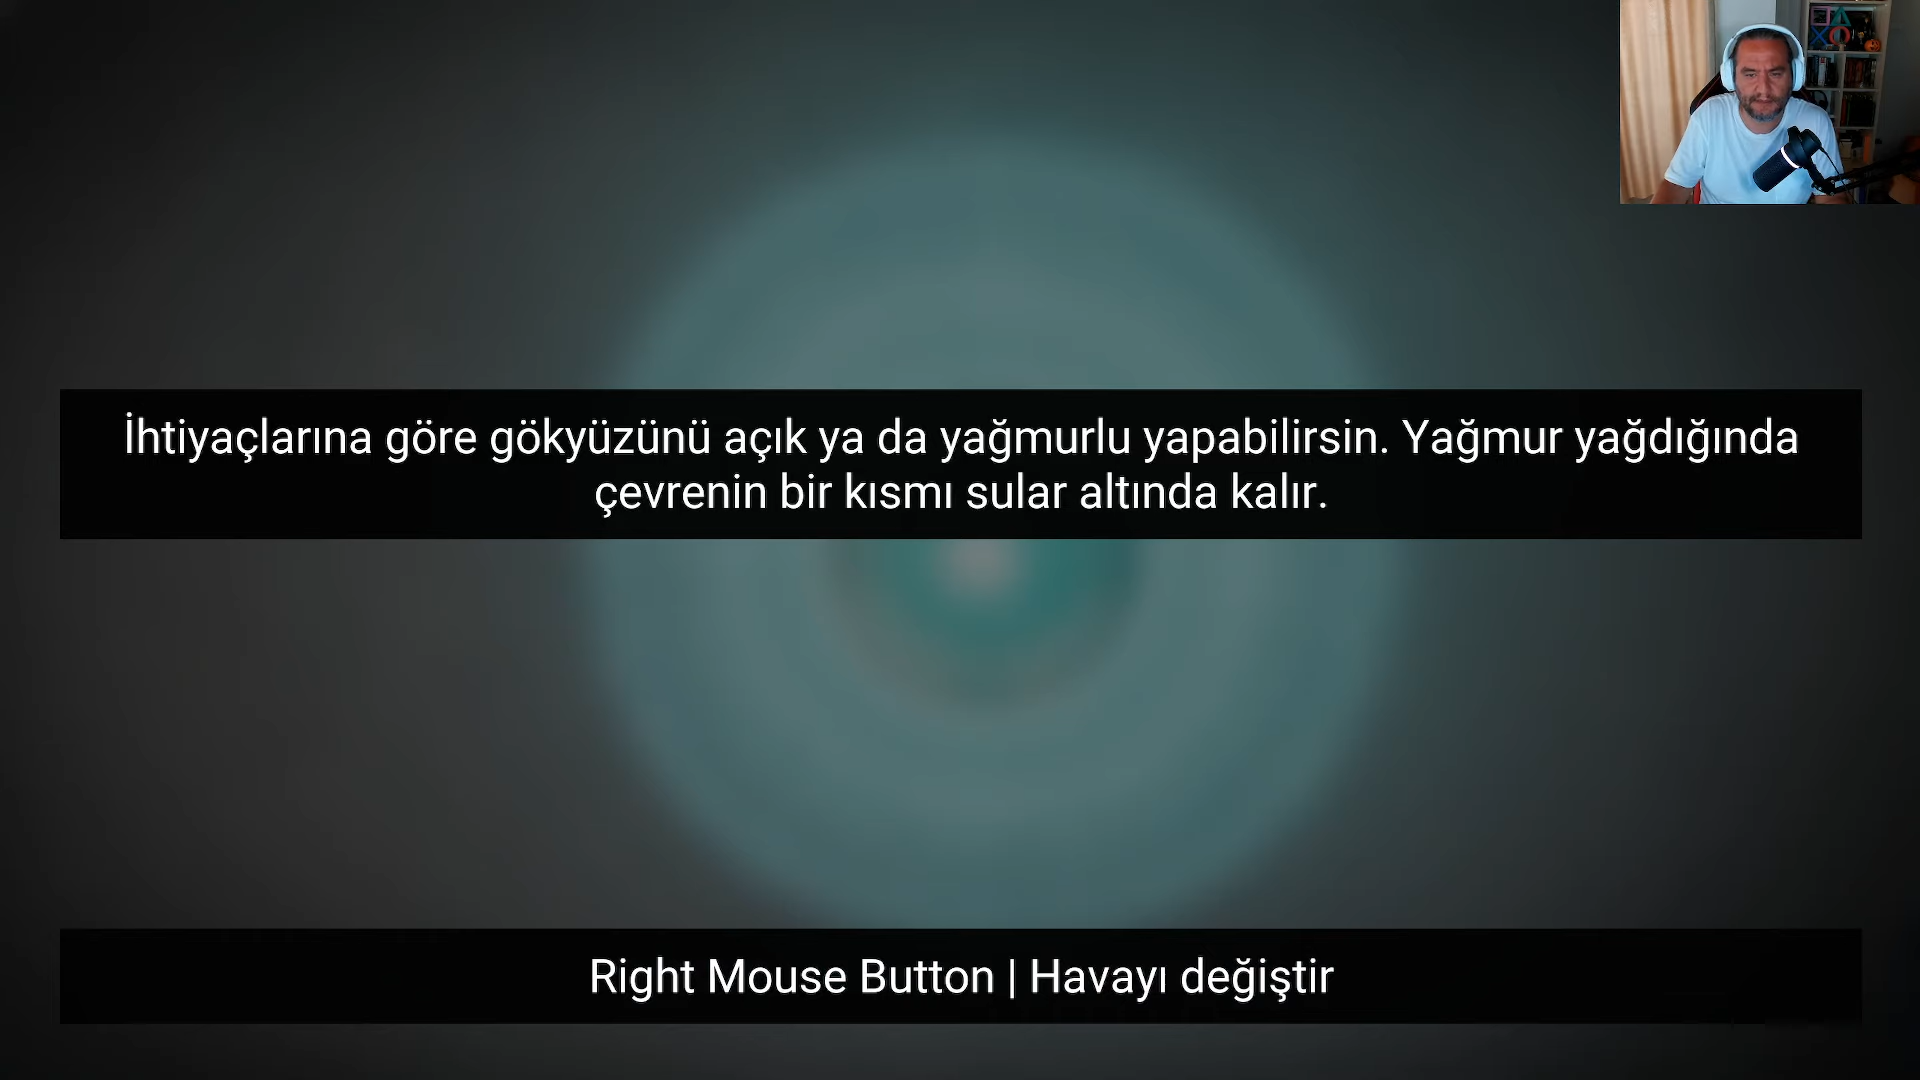 İhtiyaçlarına göre gökyüzünü açık ya da yağmurlu yapabilirsin. Yağmur yağdığında
çevrenin bir kısmı sular altında kalır.
Right Mouse Button | Havayı değiştir